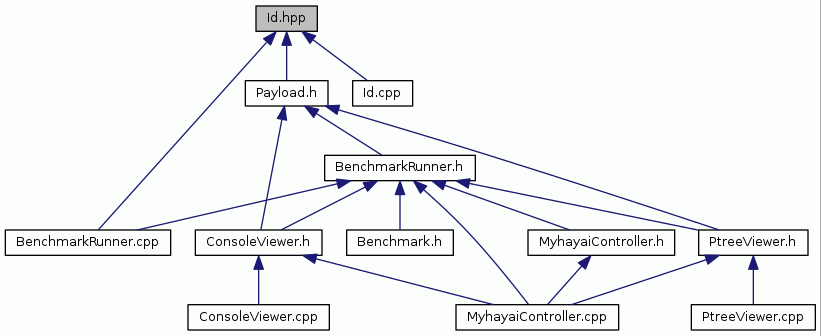 Id.hpp
Payload.h
Id.cpp
BenchmarkRunner.h
BenchmarkRunner.cpp
ConsoleViewer.h
Benchmark.h
MyhayaiController.h
PtreeViewer.h
ConsoleViewer.cpp
MyhayaiController.cpp
PtreeViewer.cpp